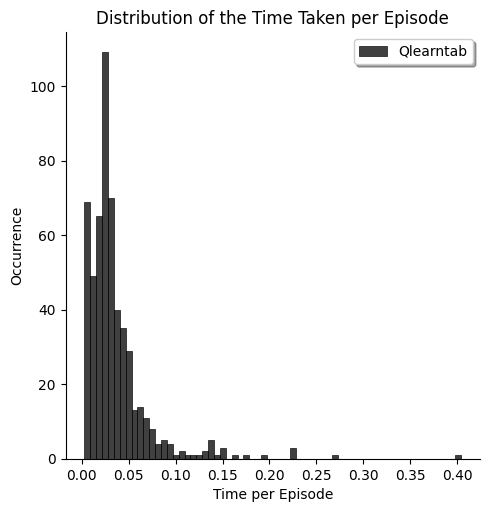 Distribution of the Time Taken per Episode
Qlearntab
Occurrence
100
80
60
40
20
0
0.00 0.05 0.10 0.15 0.20 0.25 0.30 0.35 0.40
Time per Episode